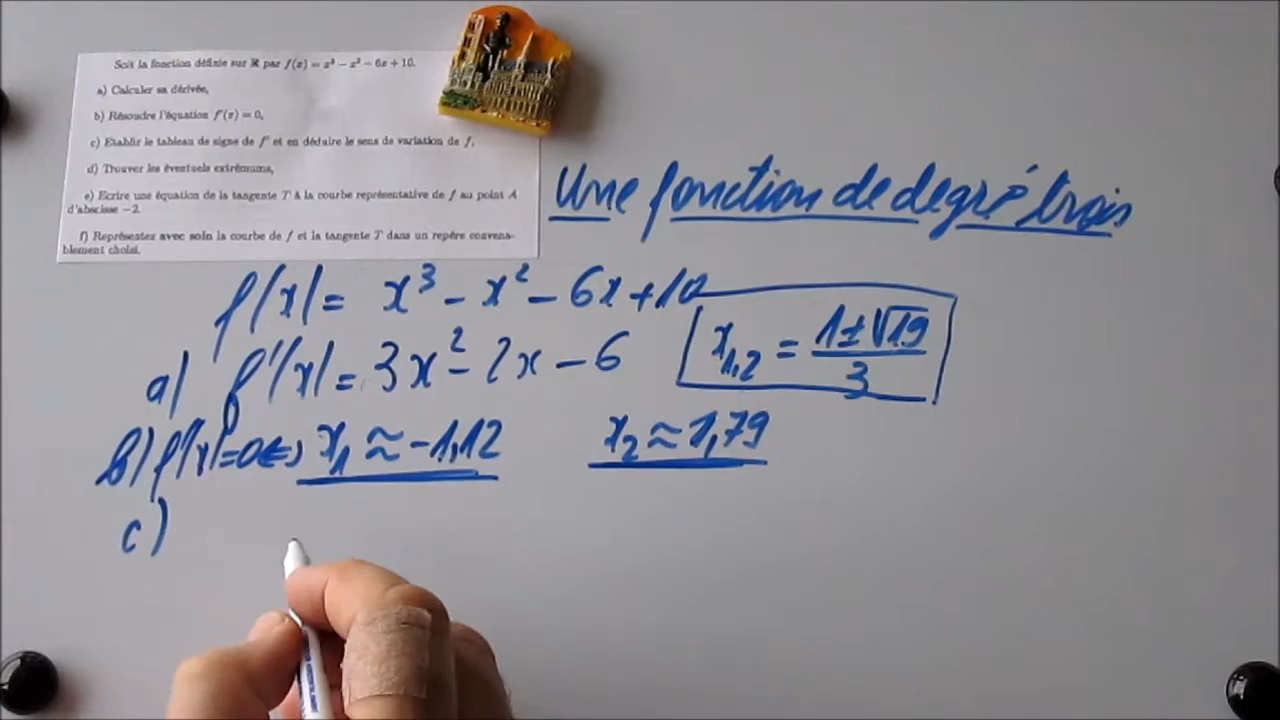 Soit la fonction définie sur ℝ par f(x) = x³ − x² − 6x + 10.
a) Calculer sa dérivée,
b) Résoudre l'équation f'(x) = 0,
c) Etablir le tableau de signe de f' et en déduire le sens de variation de f,
d) Trouver les éventuels extrêmums,
e) Ecrire une équation de la tangente T à la courbe représentative de f au point A
d'abscisse −2.
f) Représentez avec soin la courbe de f et la tangente T dans un repère convena-
blement choisi.
Une fonction de degré trois
f(x) = x³ − x² − 6x + 10
a) f'(x) = 3x² − 2x − 6
x₁,₂ = (1 ± √19)/3
b) f'(x) = 0 ⇔ x₁ ≈ −1,12 x₂ ≈ 1,79
c)